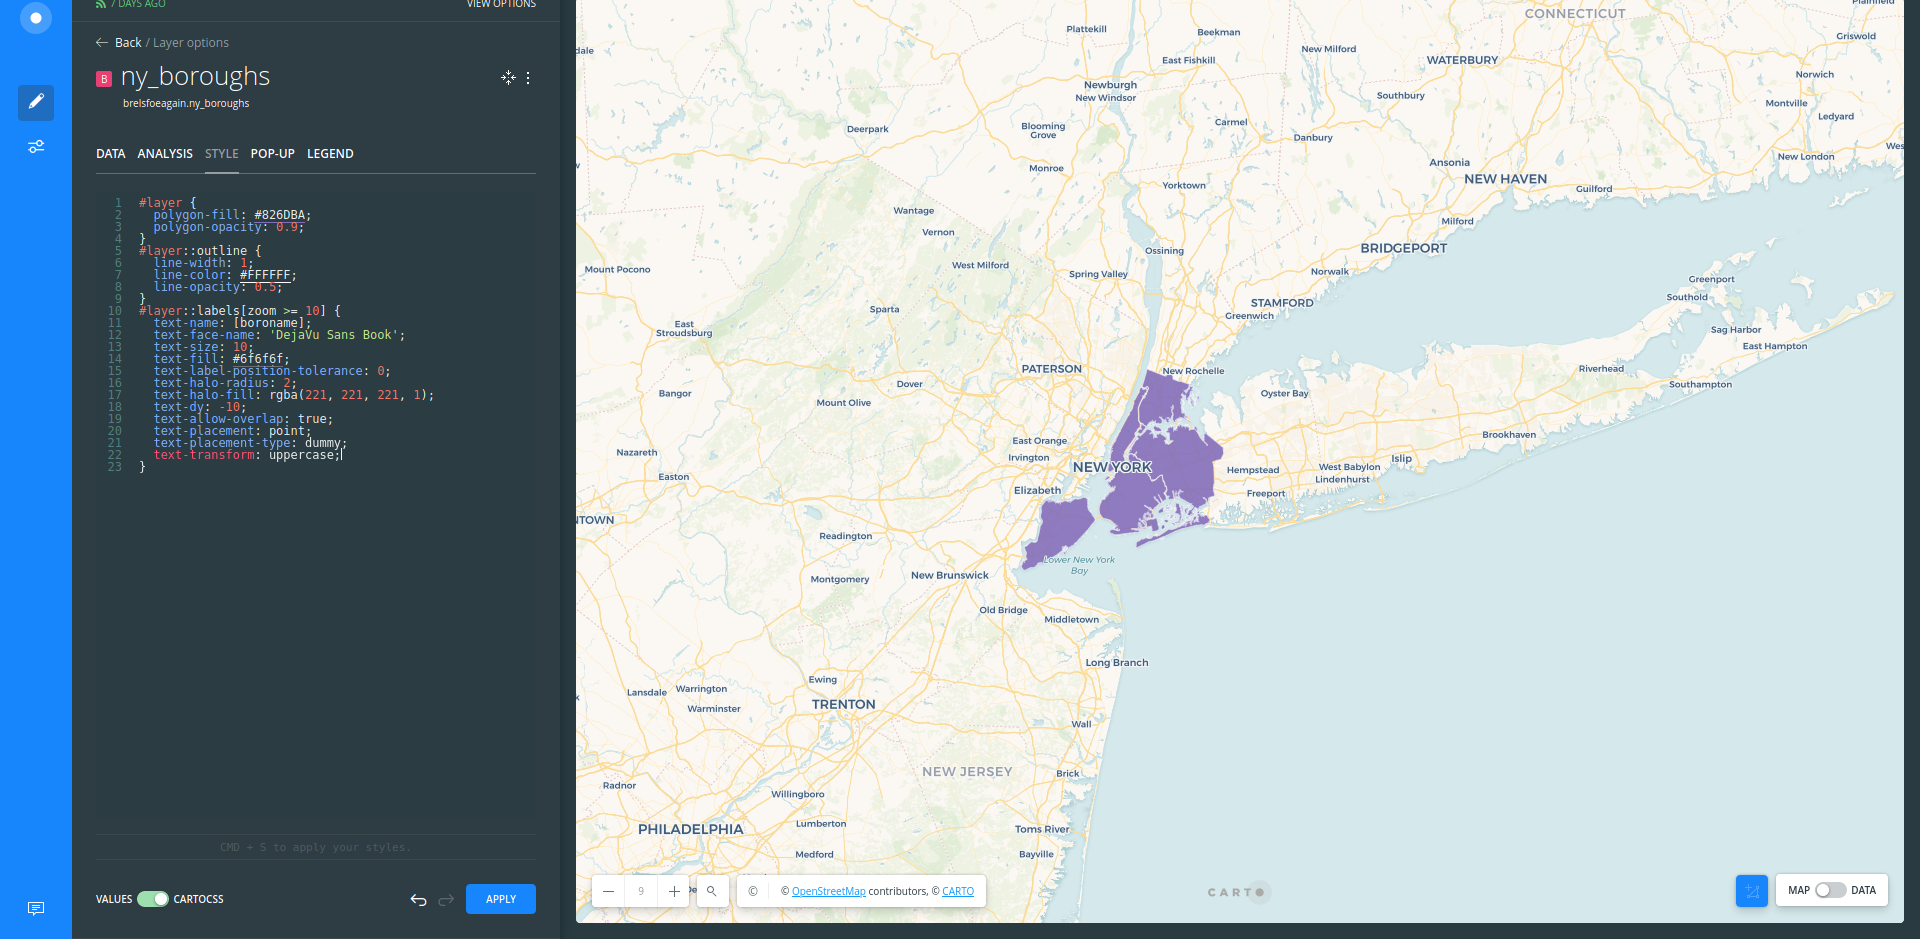 7 DAYS AGO
VIEW OPTIONS
Back / Layer options
B ny_boroughs
brelsfoeagain.ny_boroughs
DATA ANALYSIS STYLE POP-UP LEGEND
1 #layer {
2 polygon-fill: #826DBA;
3 polygon-opacity: 0.9;
4 }
5 #layer::outline {
6 line-width: 1;
7 line-color: #FFFFFF;
8 line-opacity: 0.5;
9 }
10 #layer::labels[zoom >= 10] {
11 text-name: [boroname];
12 text-face-name: 'DejaVu Sans Book';
13 text-size: 10;
14 text-fill: #6f6f6f;
15 text-label-position-tolerance: 0;
16 text-halo-radius: 2;
17 text-halo-fill: rgba(221, 221, 221, 1);
18 text-dy: -10;
19 text-allow-overlap: true;
20 text-placement: point;
21 text-placement-type: dummy;
22 text-transform: uppercase;
23 }
CMD + S to apply your styles.
VALUES CARTOCSS
APPLY
Plainfield
CONNECTICUT
Plattekill
Beekman
Griswold
dale
New Milford
East Fishkill
WATERBURY
Norwich
Newburgh
New Windsor
Southbury
Montville
Ledyard
Deerpark
Blooming
Grove
Carmel
Danbury
Wes
New London
Ansonia
Monroe
NEW HAVEN
Yorktown
Guilford
Wantage
Milford
Vernon
Ossining
BRIDGEPORT
Mount Pocono
West Milford
Spring Valley
Norwalk
Greenport
Southold
STAMFORD
Sparta
Greenwich
East
Stroudsburg
Sag Harbor
East Hampton
PATERSON
New Rochelle
Riverhead
Dover
Southampton
Bangor
Mount Olive
Oyster Bay
East Orange
Brookhaven
Nazareth
Irvington
Islip
NEW YORK
Hempstead
West Babylon
Easton
Lindenhurst
Elizabeth
Freeport
NTOWN
Readington
Lower New York
Bay
Montgomery
New Brunswick
Old Bridge
Middletown
Long Branch
Ewing
Lansdale
Warrington
TRENTON
Warminster
Wall
NEW JERSEY
Brick
Radnor
Willingboro
PHILADELPHIA
Lumberton
Toms River
Medford
Bayville
9
© © OpenStreetMap contributors, © CARTO
CARTO
MAP DATA